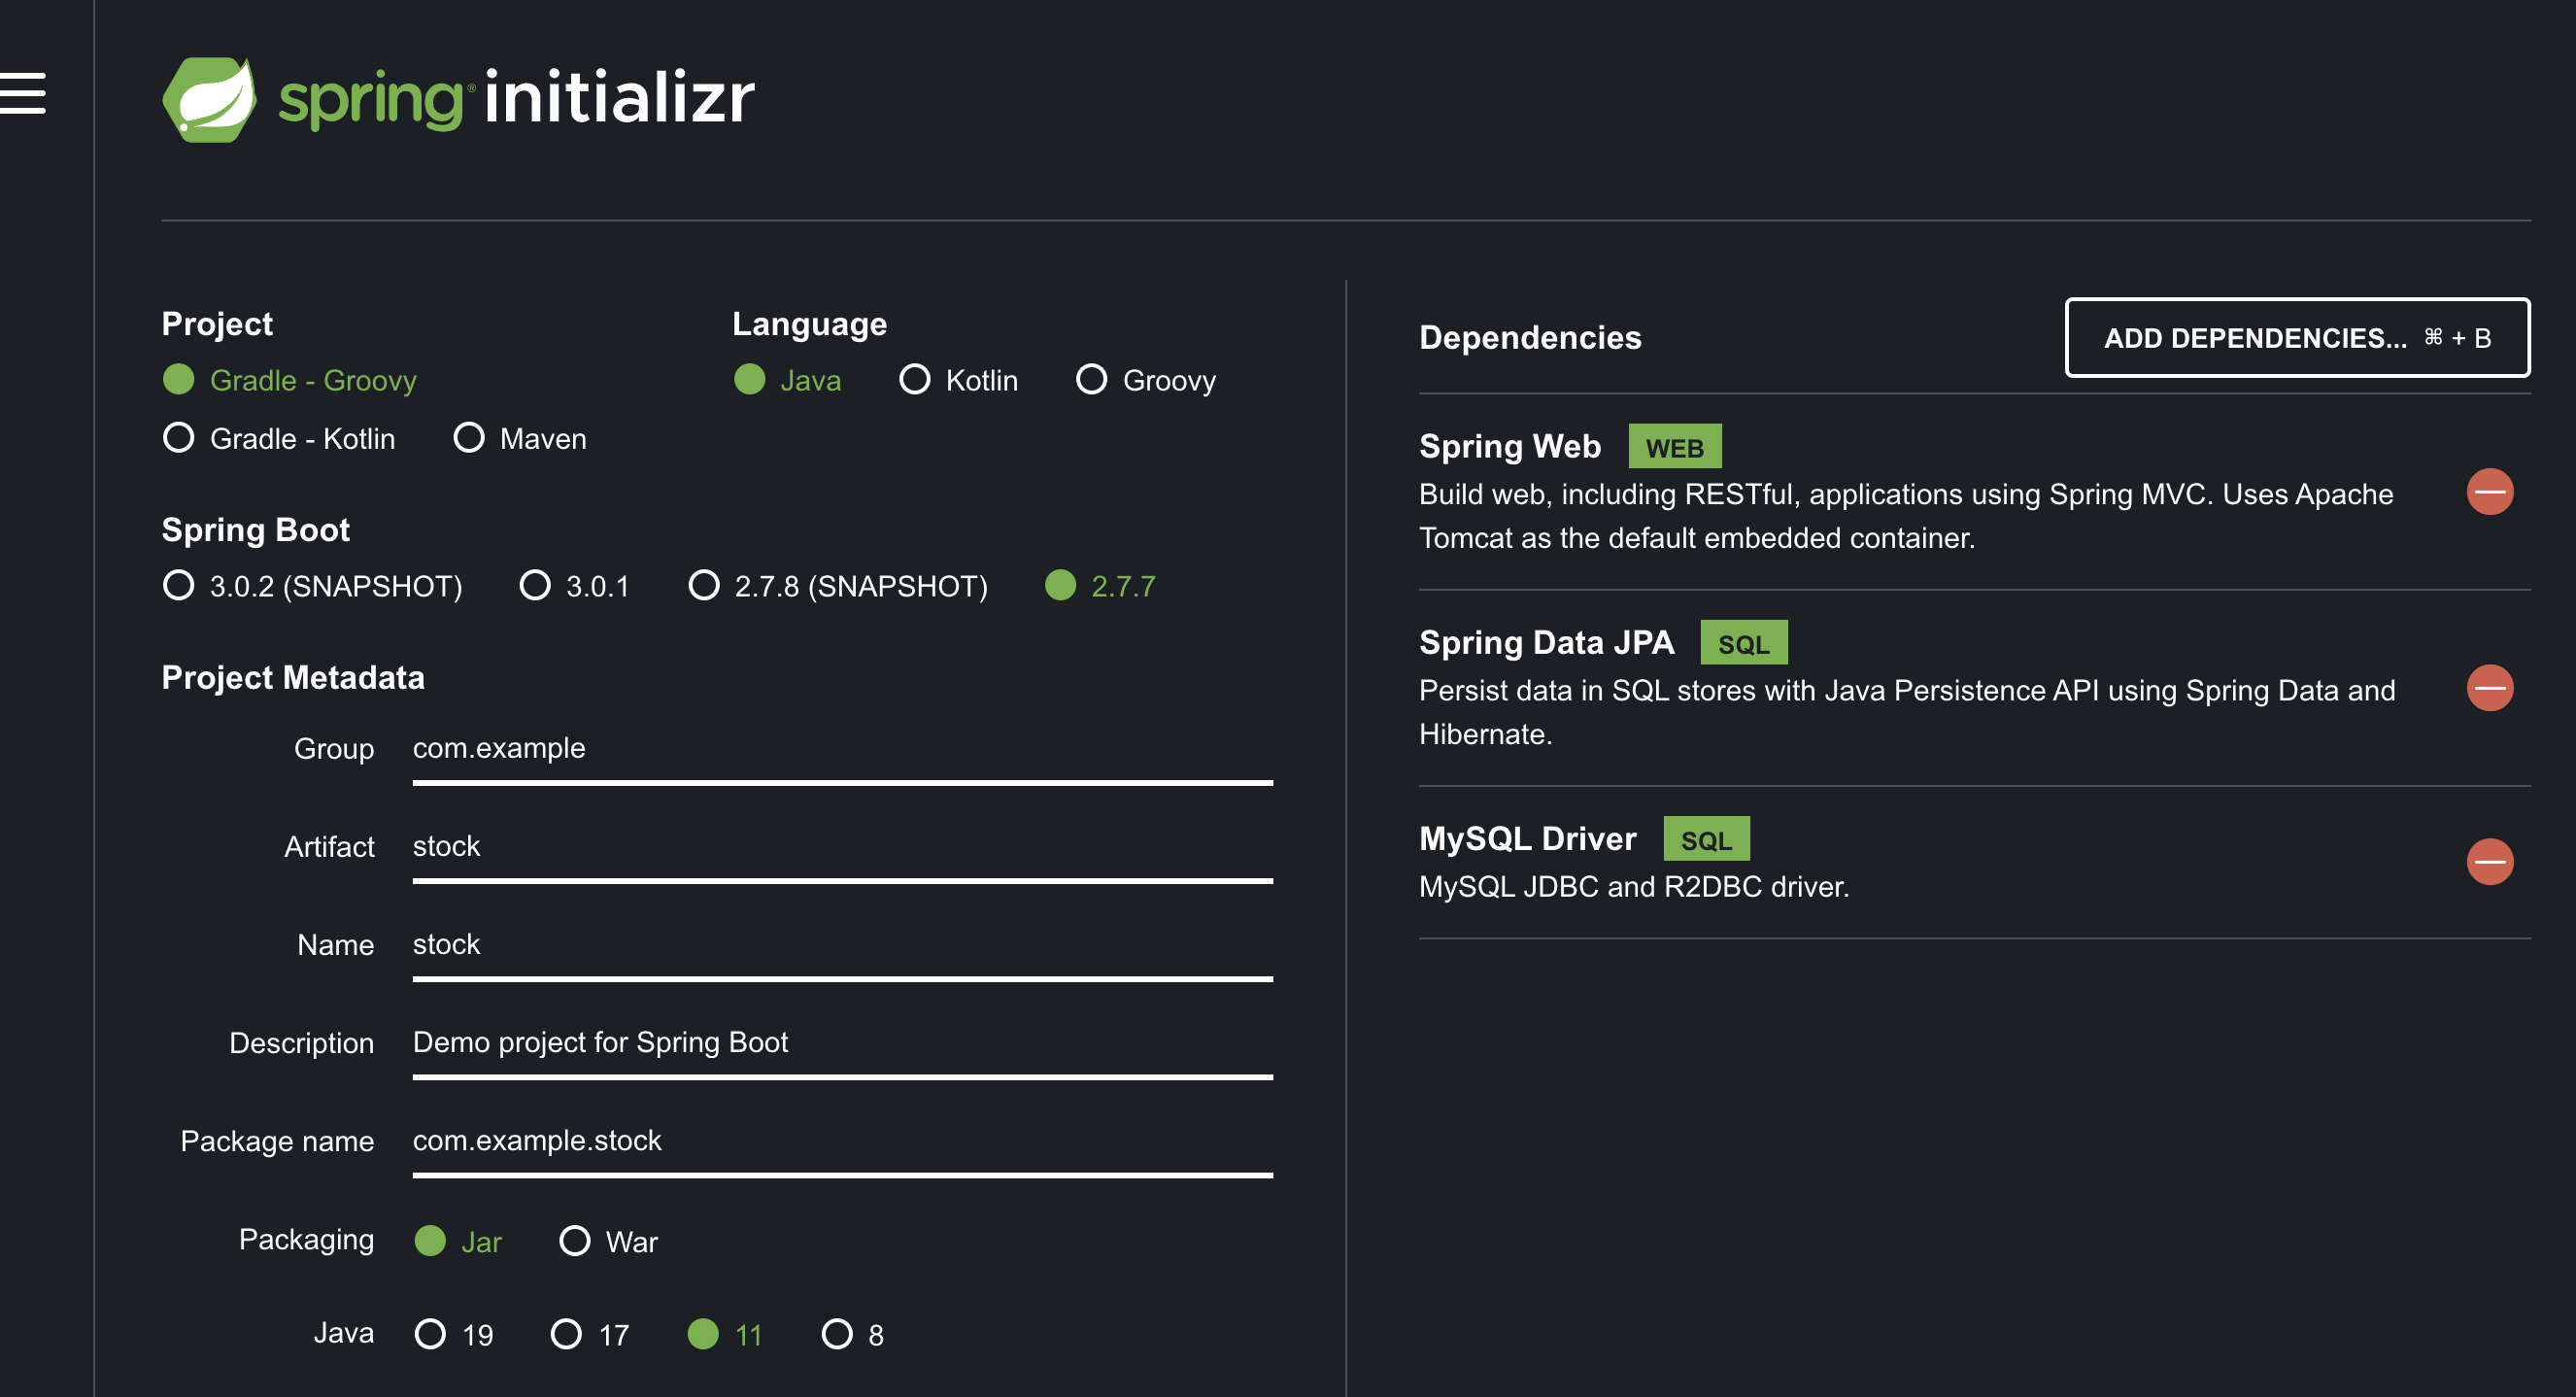 spring® initializr
Project
Gradle - Groovy
Gradle - Kotlin Maven
Language
Java Kotlin Groovy
Spring Boot
3.0.2 (SNAPSHOT) 3.0.1 2.7.8 (SNAPSHOT) 2.7.7
Project Metadata
Group com.example
Artifact stock
Name stock
Description Demo project for Spring Boot
Package name com.example.stock
Packaging Jar War
Java 19 17 11 8
Dependencies ADD DEPENDENCIES... ⌘ + B
Spring Web WEB
Build web, including RESTful, applications using Spring MVC. Uses Apache
Tomcat as the default embedded container.
Spring Data JPA SQL
Persist data in SQL stores with Java Persistence API using Spring Data and
Hibernate.
MySQL Driver SQL
MySQL JDBC and R2DBC driver.